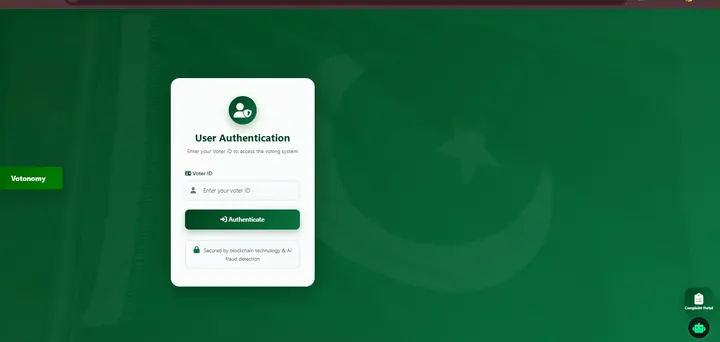 User Authentication
Enter your Voter ID to access the voting system
Voter ID
Enter your voter ID
Authenticate
Secured by blockchain technology & AI
fraud detection
Votonomy
Complaint Portal